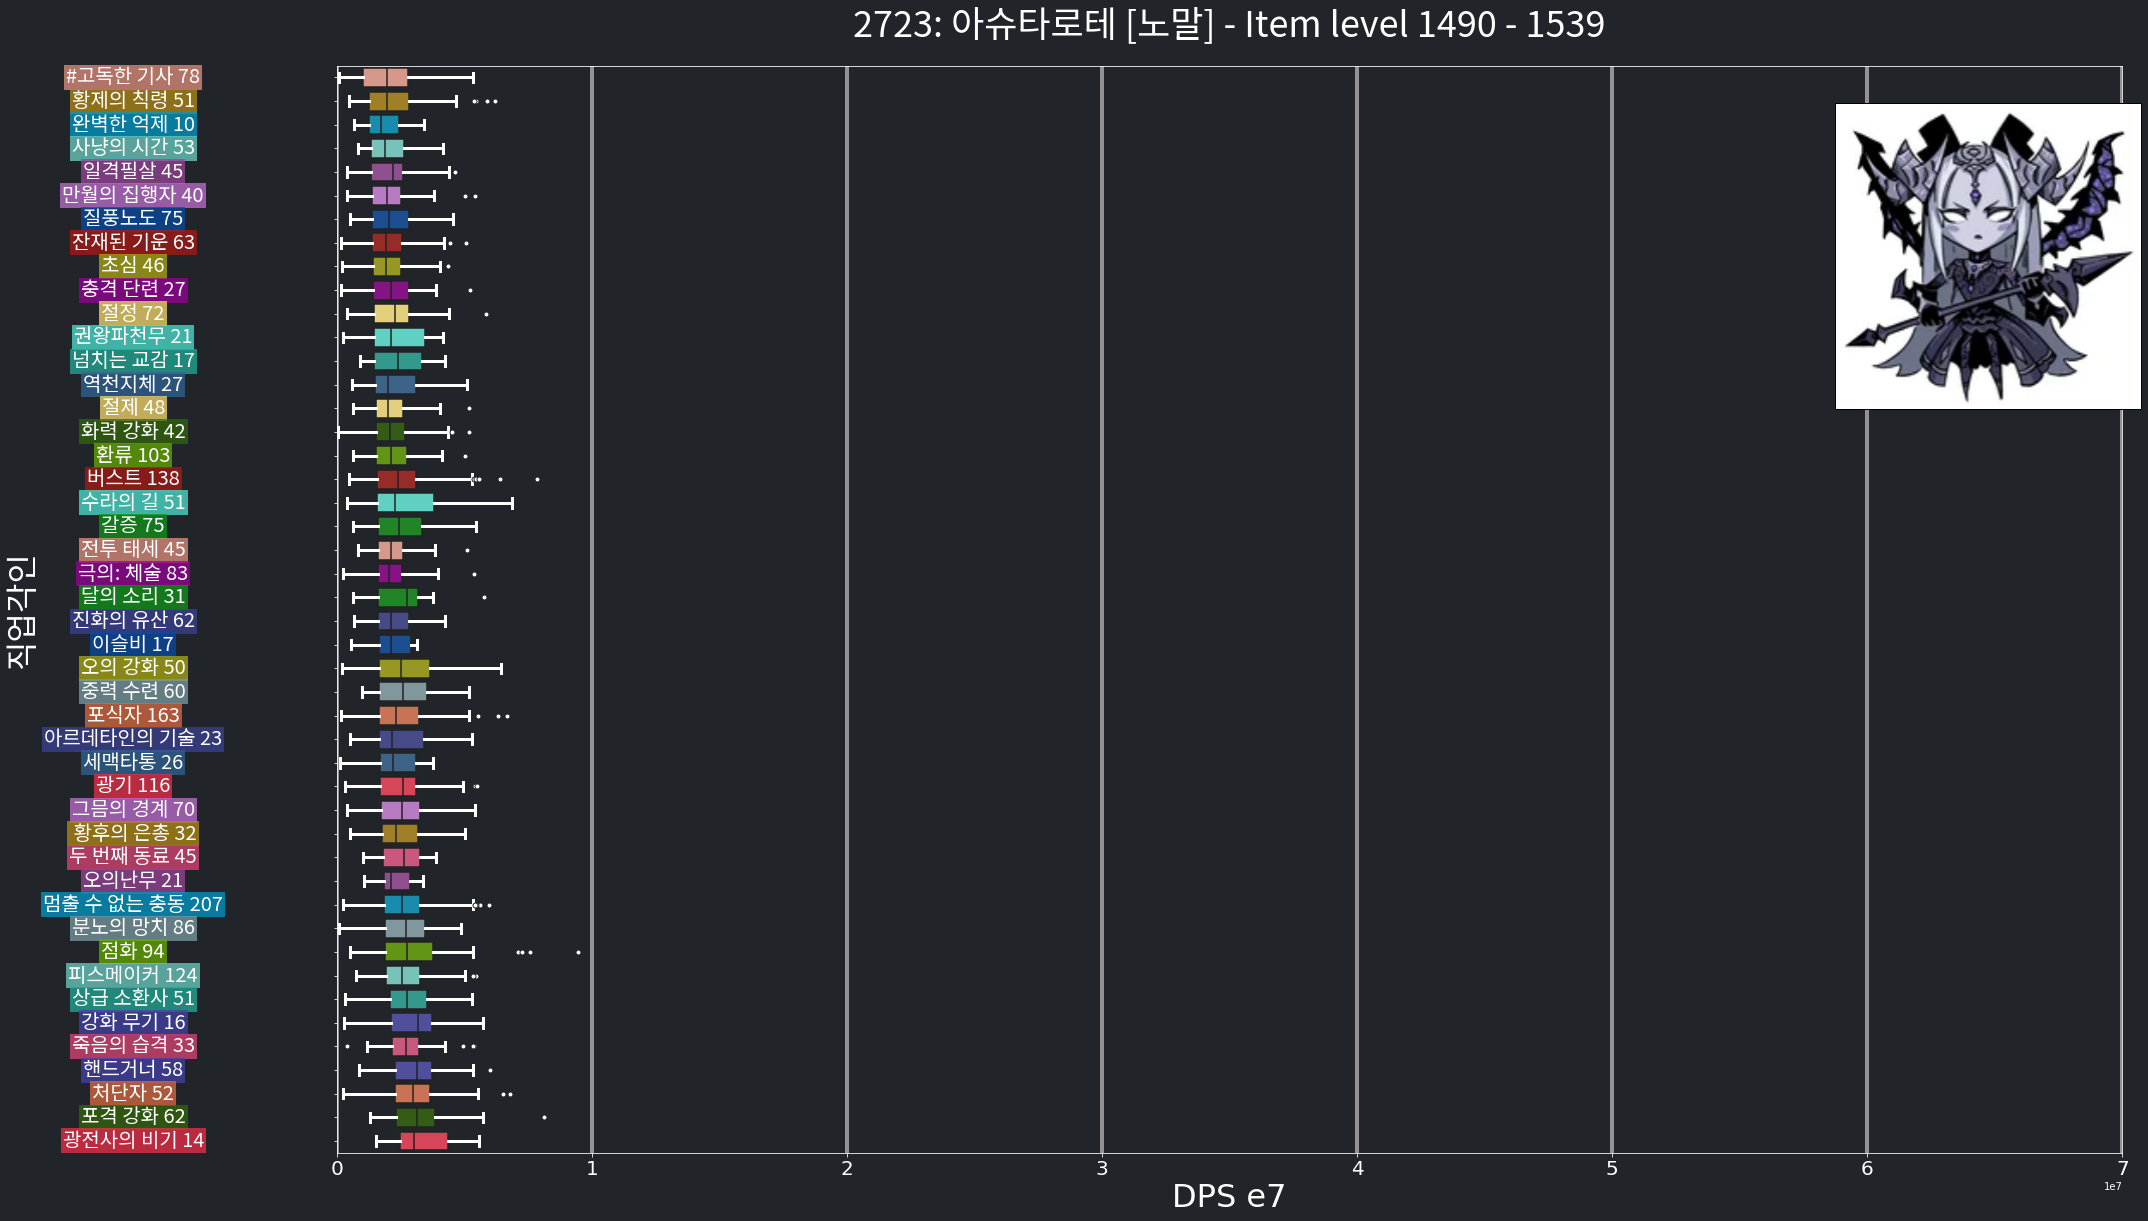 2723: 아슈타로테 [노말] - Item level 1490 - 1539
#고독한 기사 78
황제의 칙령 51
완벽한 억제 10
사냥의 시간 53
일격필살 45
만월의 집행자 40
질풍노도 75
잔재된 기운 63
초심 46
충격 단련 27
절정 72
권왕파천무 21
넘치는 교감 17
역천지체 27
절제 48
화력 강화 42
환류 103
버스트 138
수라의 길 51
갈증 75
전투 태세 45
극의: 체술 83
달의 소리 31
진화의 유산 62
이슬비 17
오의 강화 50
중력 수련 60
포식자 163
아르데타인의 기술 23
세맥타통 26
광기 116
그믐의 경계 70
황후의 은총 32
두 번째 동료 45
오의난무 21
멈출 수 없는 충동 207
분노의 망치 86
점화 94
피스메이커 124
상급 소환사 51
강화 무기 16
죽음의 습격 33
핸드거너 58
처단자 52
포격 강화 62
광전사의 비기 14
직업각인
0 1 2 3 4 5 6 7
1e7
DPS e7